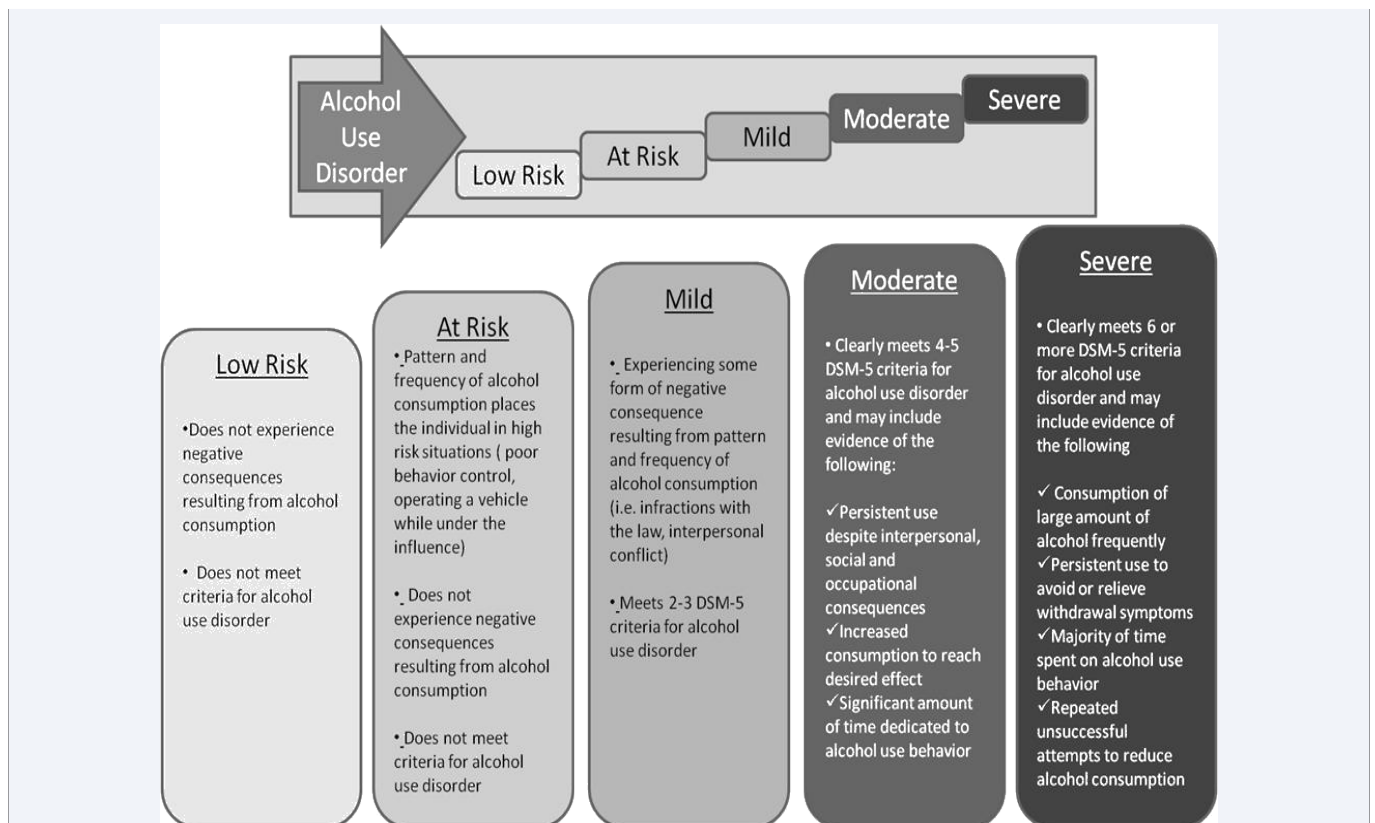 Alcohol
Use
Disorder
Low Risk
At Risk
Mild
Moderate
Severe
Low Risk
•Does not experience
negative
consequences
resulting from alcohol
consumption
• Does not meet
criteria for alcohol
use disorder
At Risk
• Pattern and
frequency of alcohol
consumption places
the individual in high
risk situations ( poor
behavior control,
operating a vehicle
while under the
influence)
• Does not
experience negative
consequences
resulting from alcohol
consumption
• Does not meet
criteria for alcohol
use disorder
Mild
• Experiencing some
form of negative
consequence
resulting from pattern
and frequency of
alcohol consumption
(i.e. infractions with
the law, interpersonal
conflict)
• Meets 2-3 DSM-5
criteria for alcohol
use disorder
Moderate
• Clearly meets 4-5
DSM-5 criteria for
alcohol use disorder
and may include
evidence of the
following:
✓Persistent use
despite interpersonal,
social and
occupational
consequences
✓Increased
consumption to reach
desired effect
✓Significant amount
of time dedicated to
alcohol use behavior
Severe
• Clearly meets 6 or
more DSM-5 criteria
for alcohol use
disorder and may
include evidence of
the following
✓ Consumption of
large amount of
alcohol frequently
✓Persistent use to
avoid or relieve
withdrawal symptoms
✓Majority of time
spent on alcohol use
behavior
✓Repeated
unsuccessful
attempts to reduce
alcohol consumption